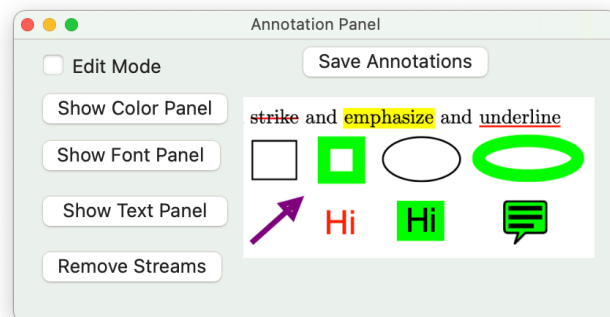 Annotation Panel
Edit Mode
Save Annotations
Show Color Panel
strike and emphasize and underline
Show Font Panel
Show Text Panel
Hi Hi
Remove Streams